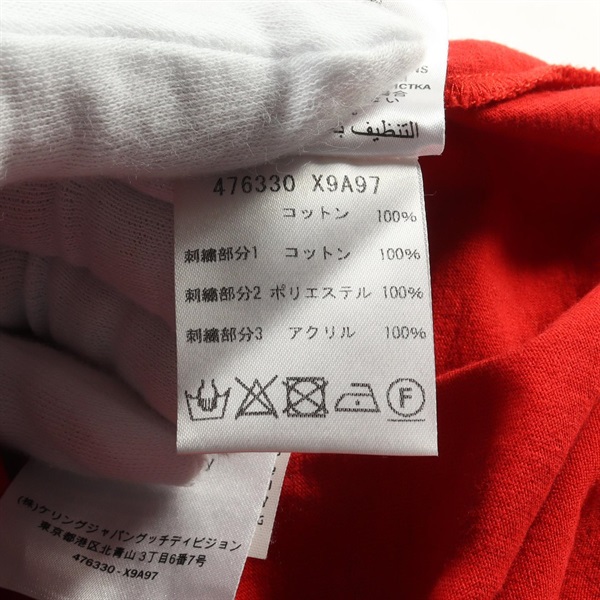 NS
ИСТКА
التنظيف ب
476330 X9A97
コットン 100%
刺繍部分1 コットン 100%
刺繍部分2 ポリエステル 100%
刺繍部分3 アクリル 100%
F
y
(株)ケリングジャパングッチディビジョン
東京都港区北青山3丁目6番7号
476330-X9A97